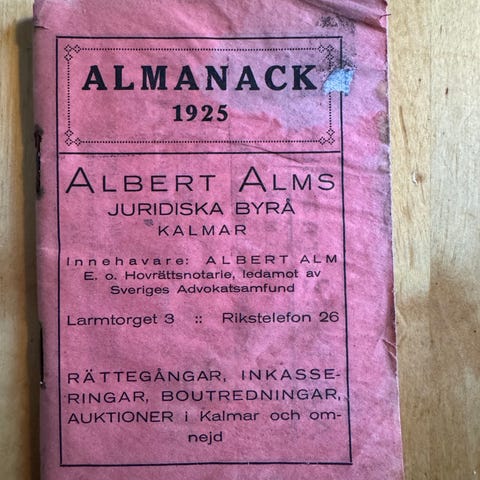 ALMANACK
1925
ALBERT ALMS
JURIDISKA BYRÅ
KALMAR
Innehavare: ALBERT ALM
E. o. Hovrättsnotarie, ledamot av
Sveriges Advokatsamfund
Larmtorget 3 :: Rikstelefon 26
RÄTTEGÅNGAR, INKASSE-
RINGAR, BOUTREDNINGAR,
AUKTIONER i Kalmar och om-
nejd